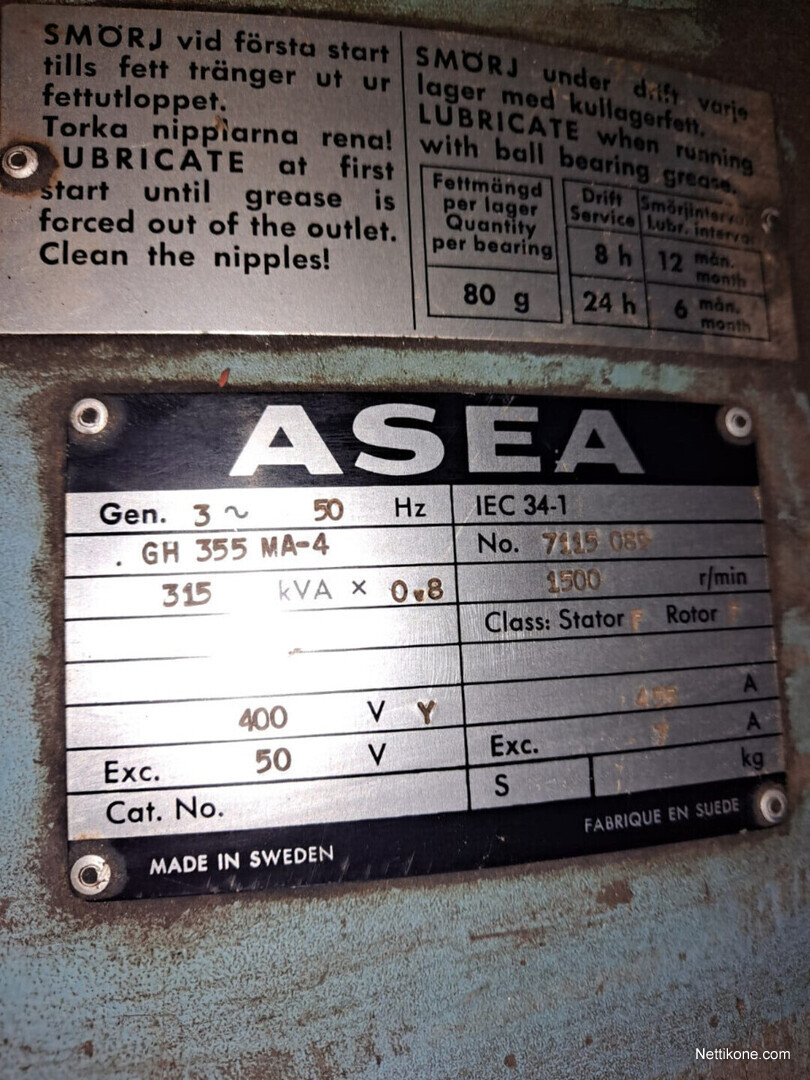 SMÖRJ vid första start
tills fett tränger ut ur
fettutloppet.
Torka nipplarna rena!
UBRICATE at first
start until grease is
forced out of the outlet.
Clean the nipples!
SMÖRJ under drift varje
lager med kullagerfett.
LUBRICATE when running
with ball bearing grease.
Fettmängd
per lager
Quantity
per bearing
80 g
Drift
Service
Smörjinterval
Lubr. interval
8 h 12 mån.
month
24 h 6 mån.
month
ASEA
Gen. 3 ~ 50 Hz
IEC 34-1
. GH 355 MA-4
No. 7115
315 kVA × 0.8
1500 r/min
Class: Stator F Rotor F
400 V Y
A
Exc. 50 V
Exc. A
Cat. No.
S kg
MADE IN SWEDEN
FABRIQUE EN SUEDE
Nettikone.com